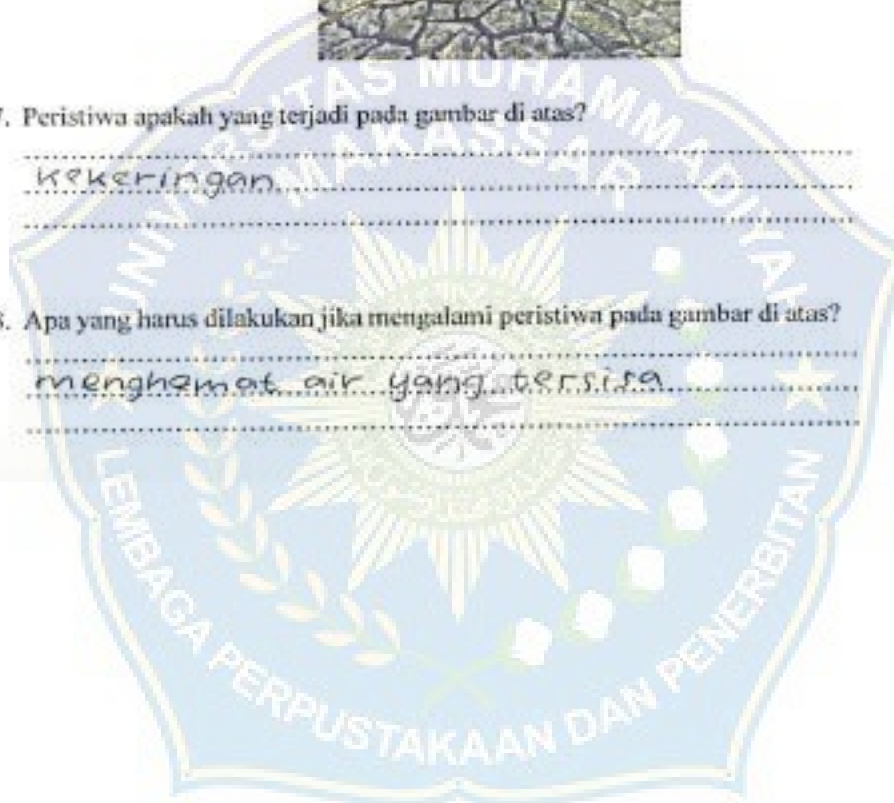 7. Peristiwa apakah yang terjadi pada gambar di atas?
kekeringan
8. Apa yang harus dilakukan jika mengalami peristiwa pada gambar di atas?
menghemat air yang tersisa
UNIVERSITAS MUHAMMADIYAH
MAKASSAR
LEMBAGA PERPUSTAKAAN DAN PENERBITAN